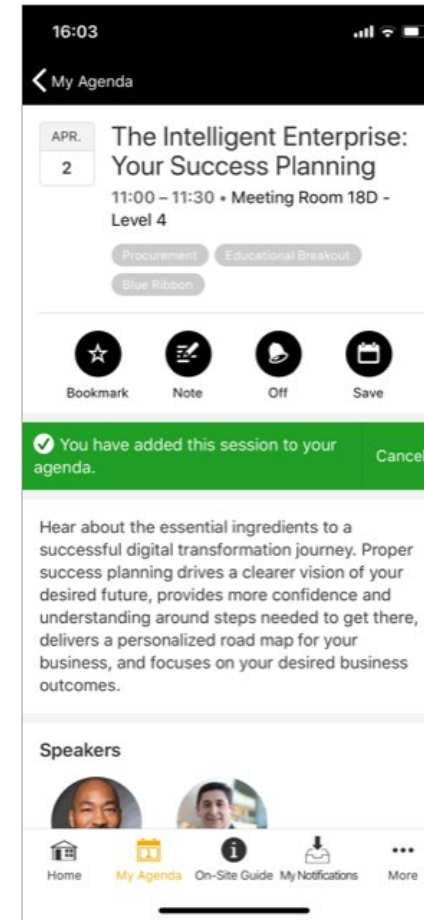 16:03
My Agenda
APR.
2
The Intelligent Enterprise:
Your Success Planning
11:00 – 11:30 • Meeting Room 18D -
Level 4
Procurement
Educational Breakout
Blue Ribbon
Bookmark
Note
Off
Save
You have added this session to your
agenda.
Cancel
Hear about the essential ingredients to a
successful digital transformation journey. Proper
success planning drives a clearer vision of your
desired future, provides more confidence and
understanding around steps needed to get there,
delivers a personalized road map for your
business, and focuses on your desired business
outcomes.
Speakers
Home
My Agenda
On-Site Guide
My Notifications
More